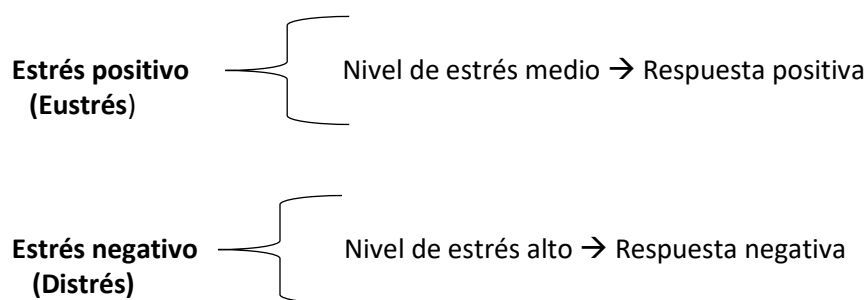 Estrés positivo
(Eustrés)
Nivel de estrés medio → Respuesta positiva
Estrés negativo
(Distrés)
Nivel de estrés alto → Respuesta negativa